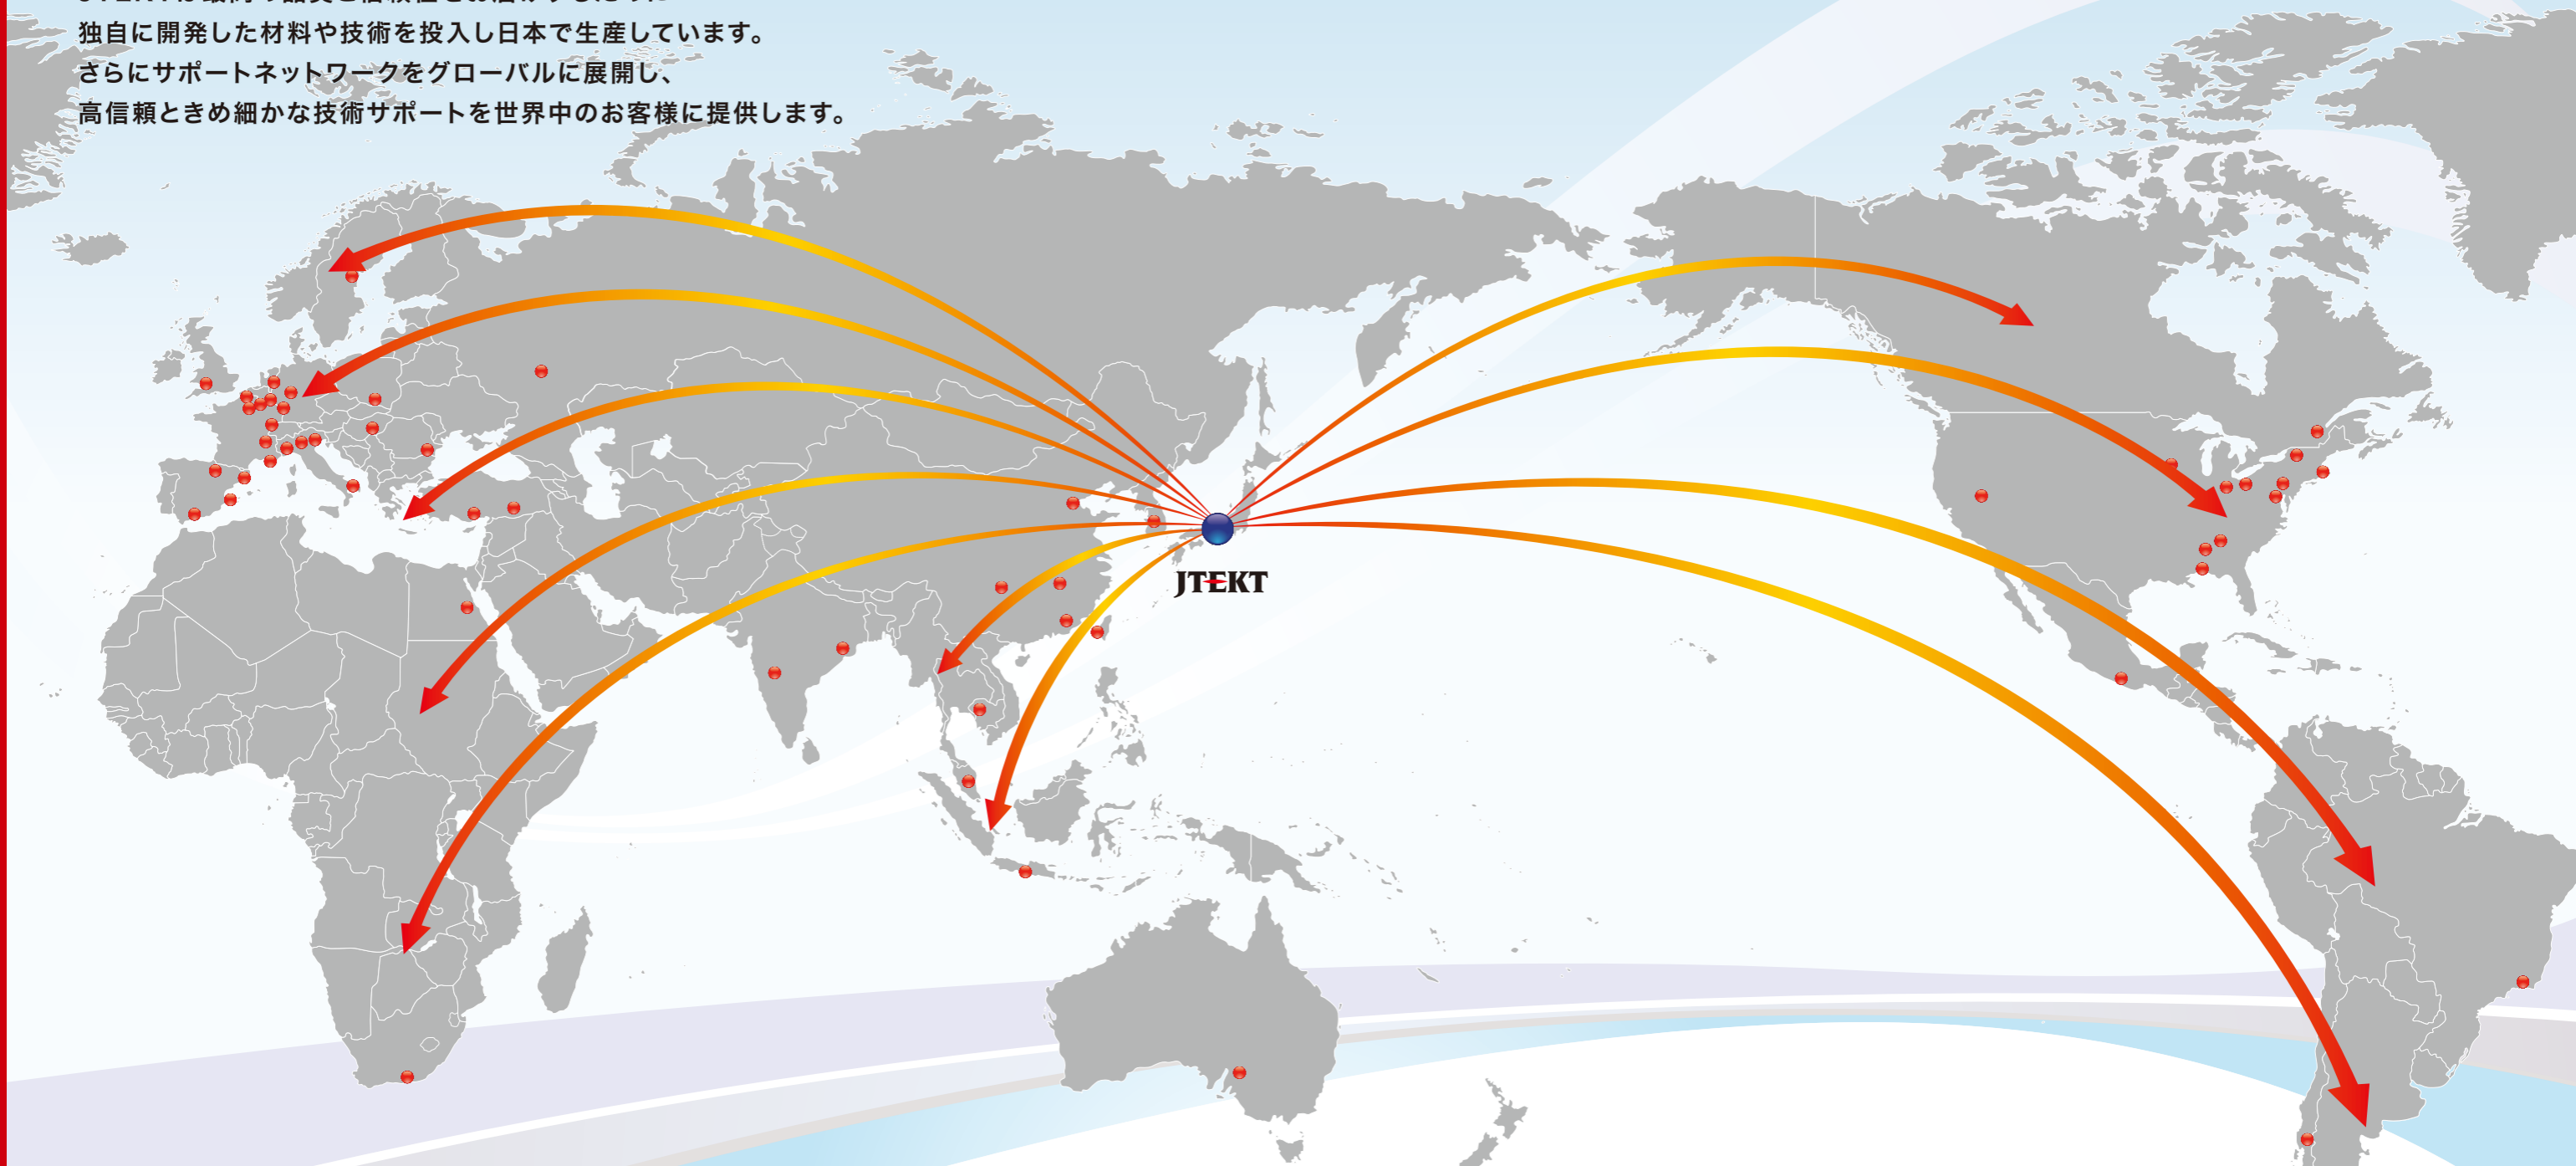 独自に開発した材料や技術を投入し日本で生産しています。
さらにサポートネットワークをグローバルに展開し、
高信頼ときめ細かな技術サポートを世界中のお客様に提供します。
JTEKT